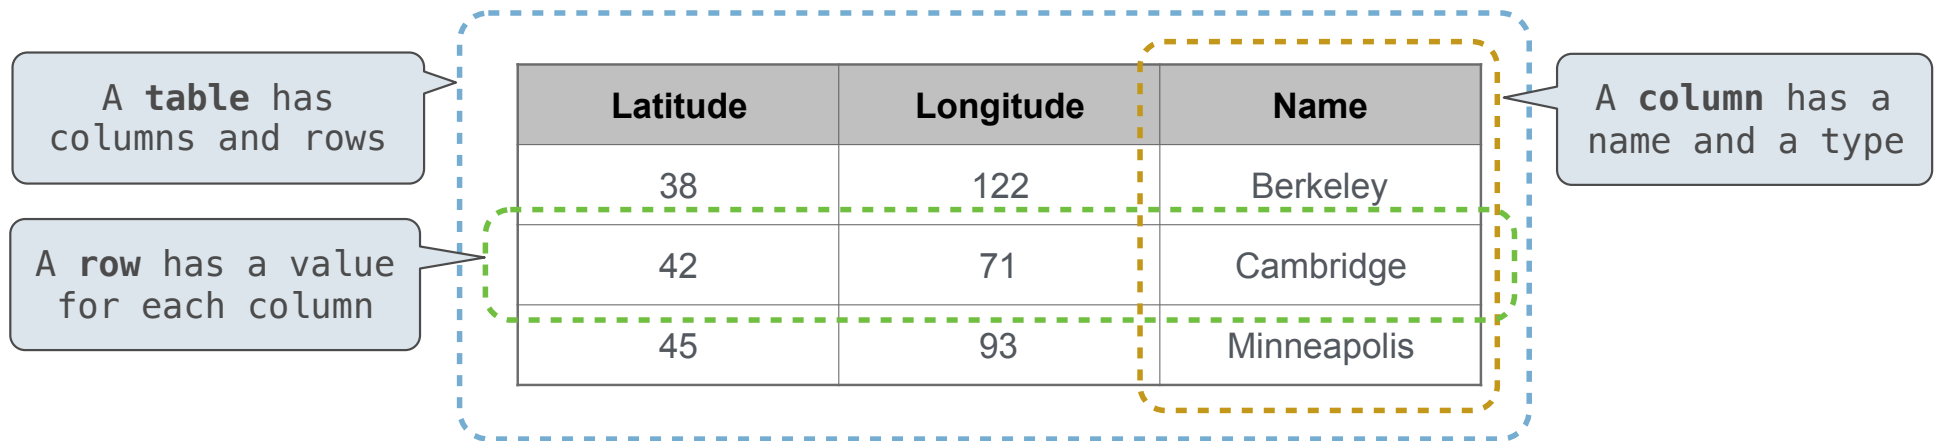 A table has
columns and rows
A row has a value
for each column
Latitude Longitude Name
38 122 Berkeley
42 71 Cambridge
45 93 Minneapolis
A column has a
name and a type